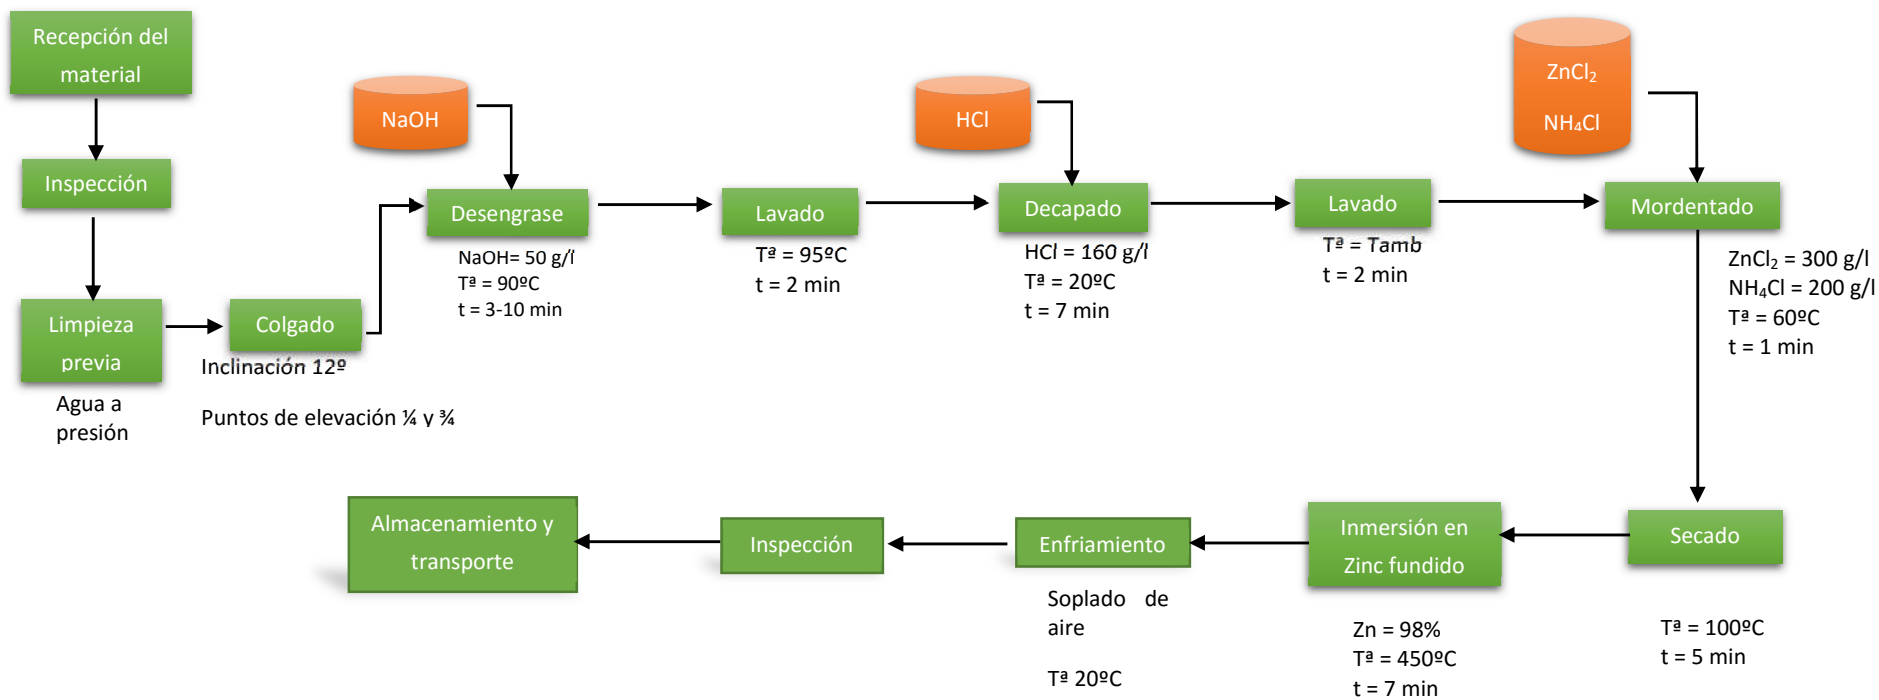 Recepción del
material
Inspección
Limpieza
previa
Agua a
presión
Colgado
Inclinación 12º
Puntos de elevación ¼ y ¾
NaOH
Desengrase
NaOH= 50 g/l
Tª = 90ºC
t = 3-10 min
Lavado
Tª = 95ºC
t = 2 min
HCl
Decapado
HCl = 160 g/l
Tª = 20ºC
t = 7 min
Lavado
Tª = Tamb
t = 2 min
ZnCl₂
NH₄Cl
Mordentado
ZnCl₂ = 300 g/l
NH₄Cl = 200 g/l
Tª = 60ºC
t = 1 min
Secado
Tª = 100ºC
t = 5 min
Inmersión en
Zinc fundido
Zn = 98%
Tª = 450ºC
t = 7 min
Enfriamiento
Soplado de
aire
Tª 20ºC
Inspección
Almacenamiento y
transporte